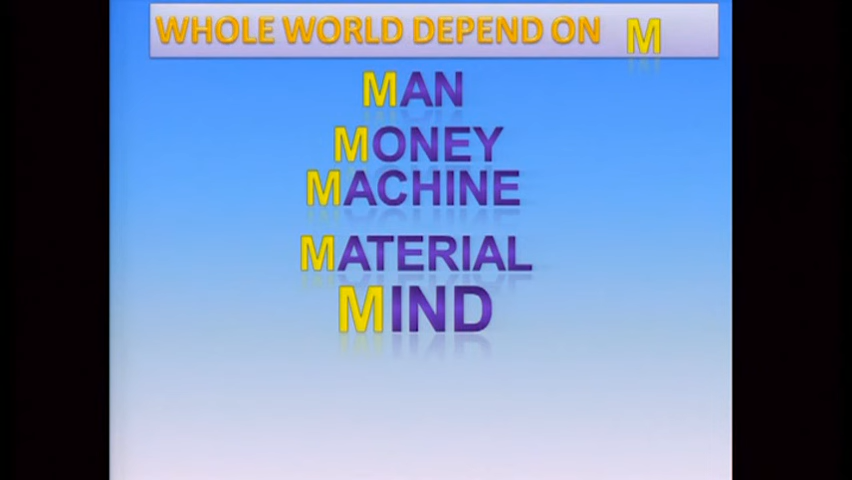 WHOLE WORLD DEPEND ON M
MAN
MONEY
MACHINE
MATERIAL
MIND